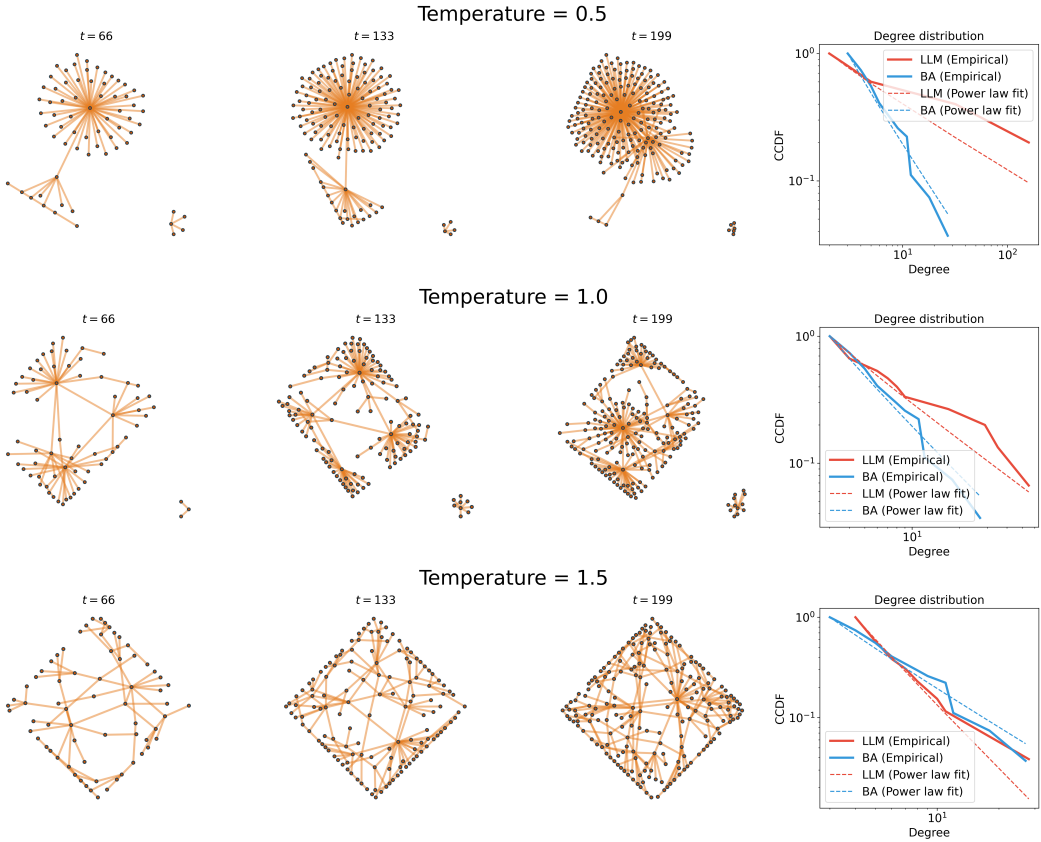 Temperature = 0.5
t = 66
t = 133
t = 199
Degree distribution
LLM (Empirical)
BA (Empirical)
LLM (Power law fit)
BA (Power law fit)
10⁰
10⁻¹
CCDF
10¹
10²
Degree
Temperature = 1.0
t = 66
t = 133
t = 199
Degree distribution
10⁰
10⁻¹
CCDF
LLM (Empirical)
BA (Empirical)
LLM (Power law fit)
BA (Power law fit)
10¹
Degree
Temperature = 1.5
t = 66
t = 133
t = 199
Degree distribution
10⁰
10⁻¹
CCDF
LLM (Empirical)
BA (Empirical)
LLM (Power law fit)
BA (Power law fit)
10¹
Degree